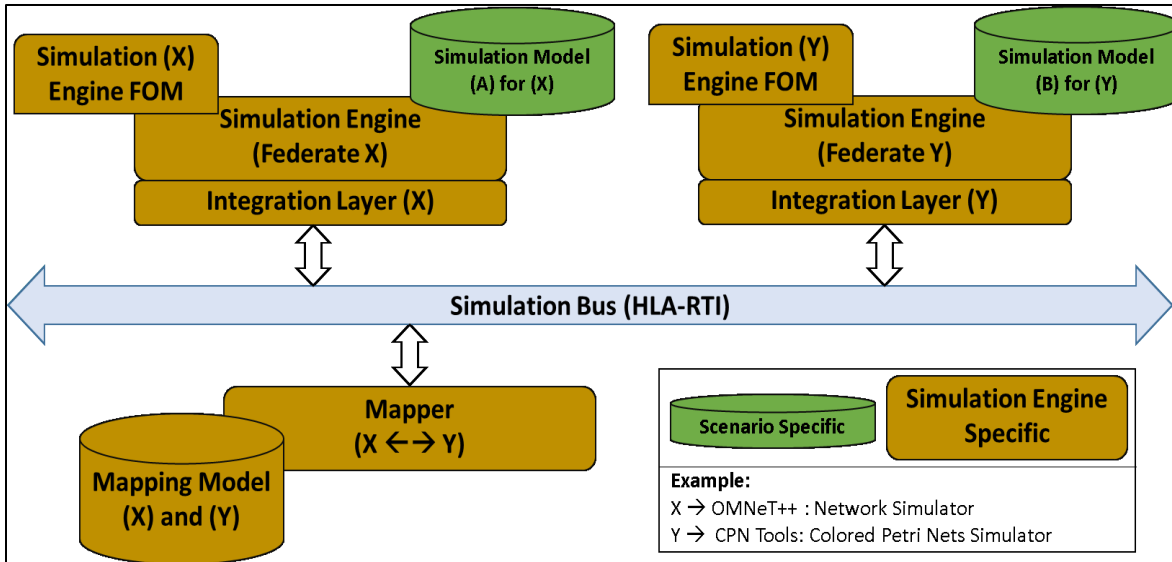 Simulation (X)
Engine FOM
Simulation Model
(A) for (X)
Simulation Engine
(Federate X)
Integration Layer (X)
Simulation (Y)
Engine FOM
Simulation Model
(B) for (Y)
Simulation Engine
(Federate Y)
Integration Layer (Y)
Simulation Bus (HLA-RTI)
Mapper
(X ←→ Y)
Mapping Model
(X) and (Y)
Scenario Specific
Simulation Engine
Specific
Example:
X → OMNeT++ : Network Simulator
Y → CPN Tools: Colored Petri Nets Simulator